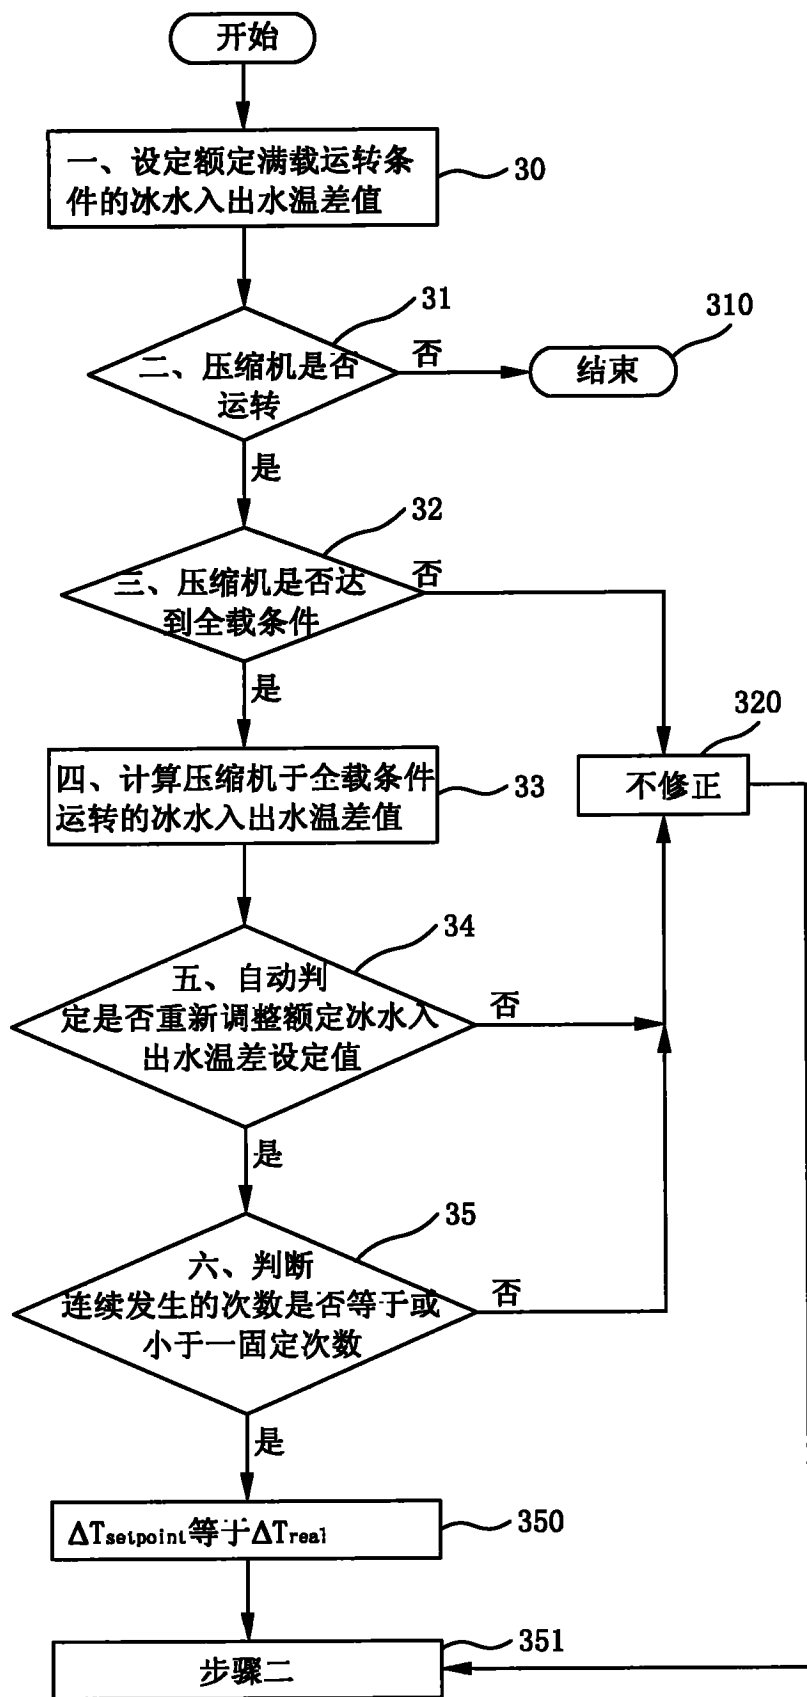 开始
一、设定额定满载运转条
件的冰水入出水温差值
30
31
310
二、压缩机是否
运转
否
结束
是
32
三、压缩机是否达
到全载条件
否
是
320
四、计算压缩机于全载条件
运转的冰水入出水温差值
33
不修正
34
五、自动判
定是否重新调整额定冰水入
出水温差设定值
否
是
35
六、判断
连续发生的次数是否等于或
小于一固定次数
否
是
ΔTsetpoint等于ΔTreal
350
351
步骤二